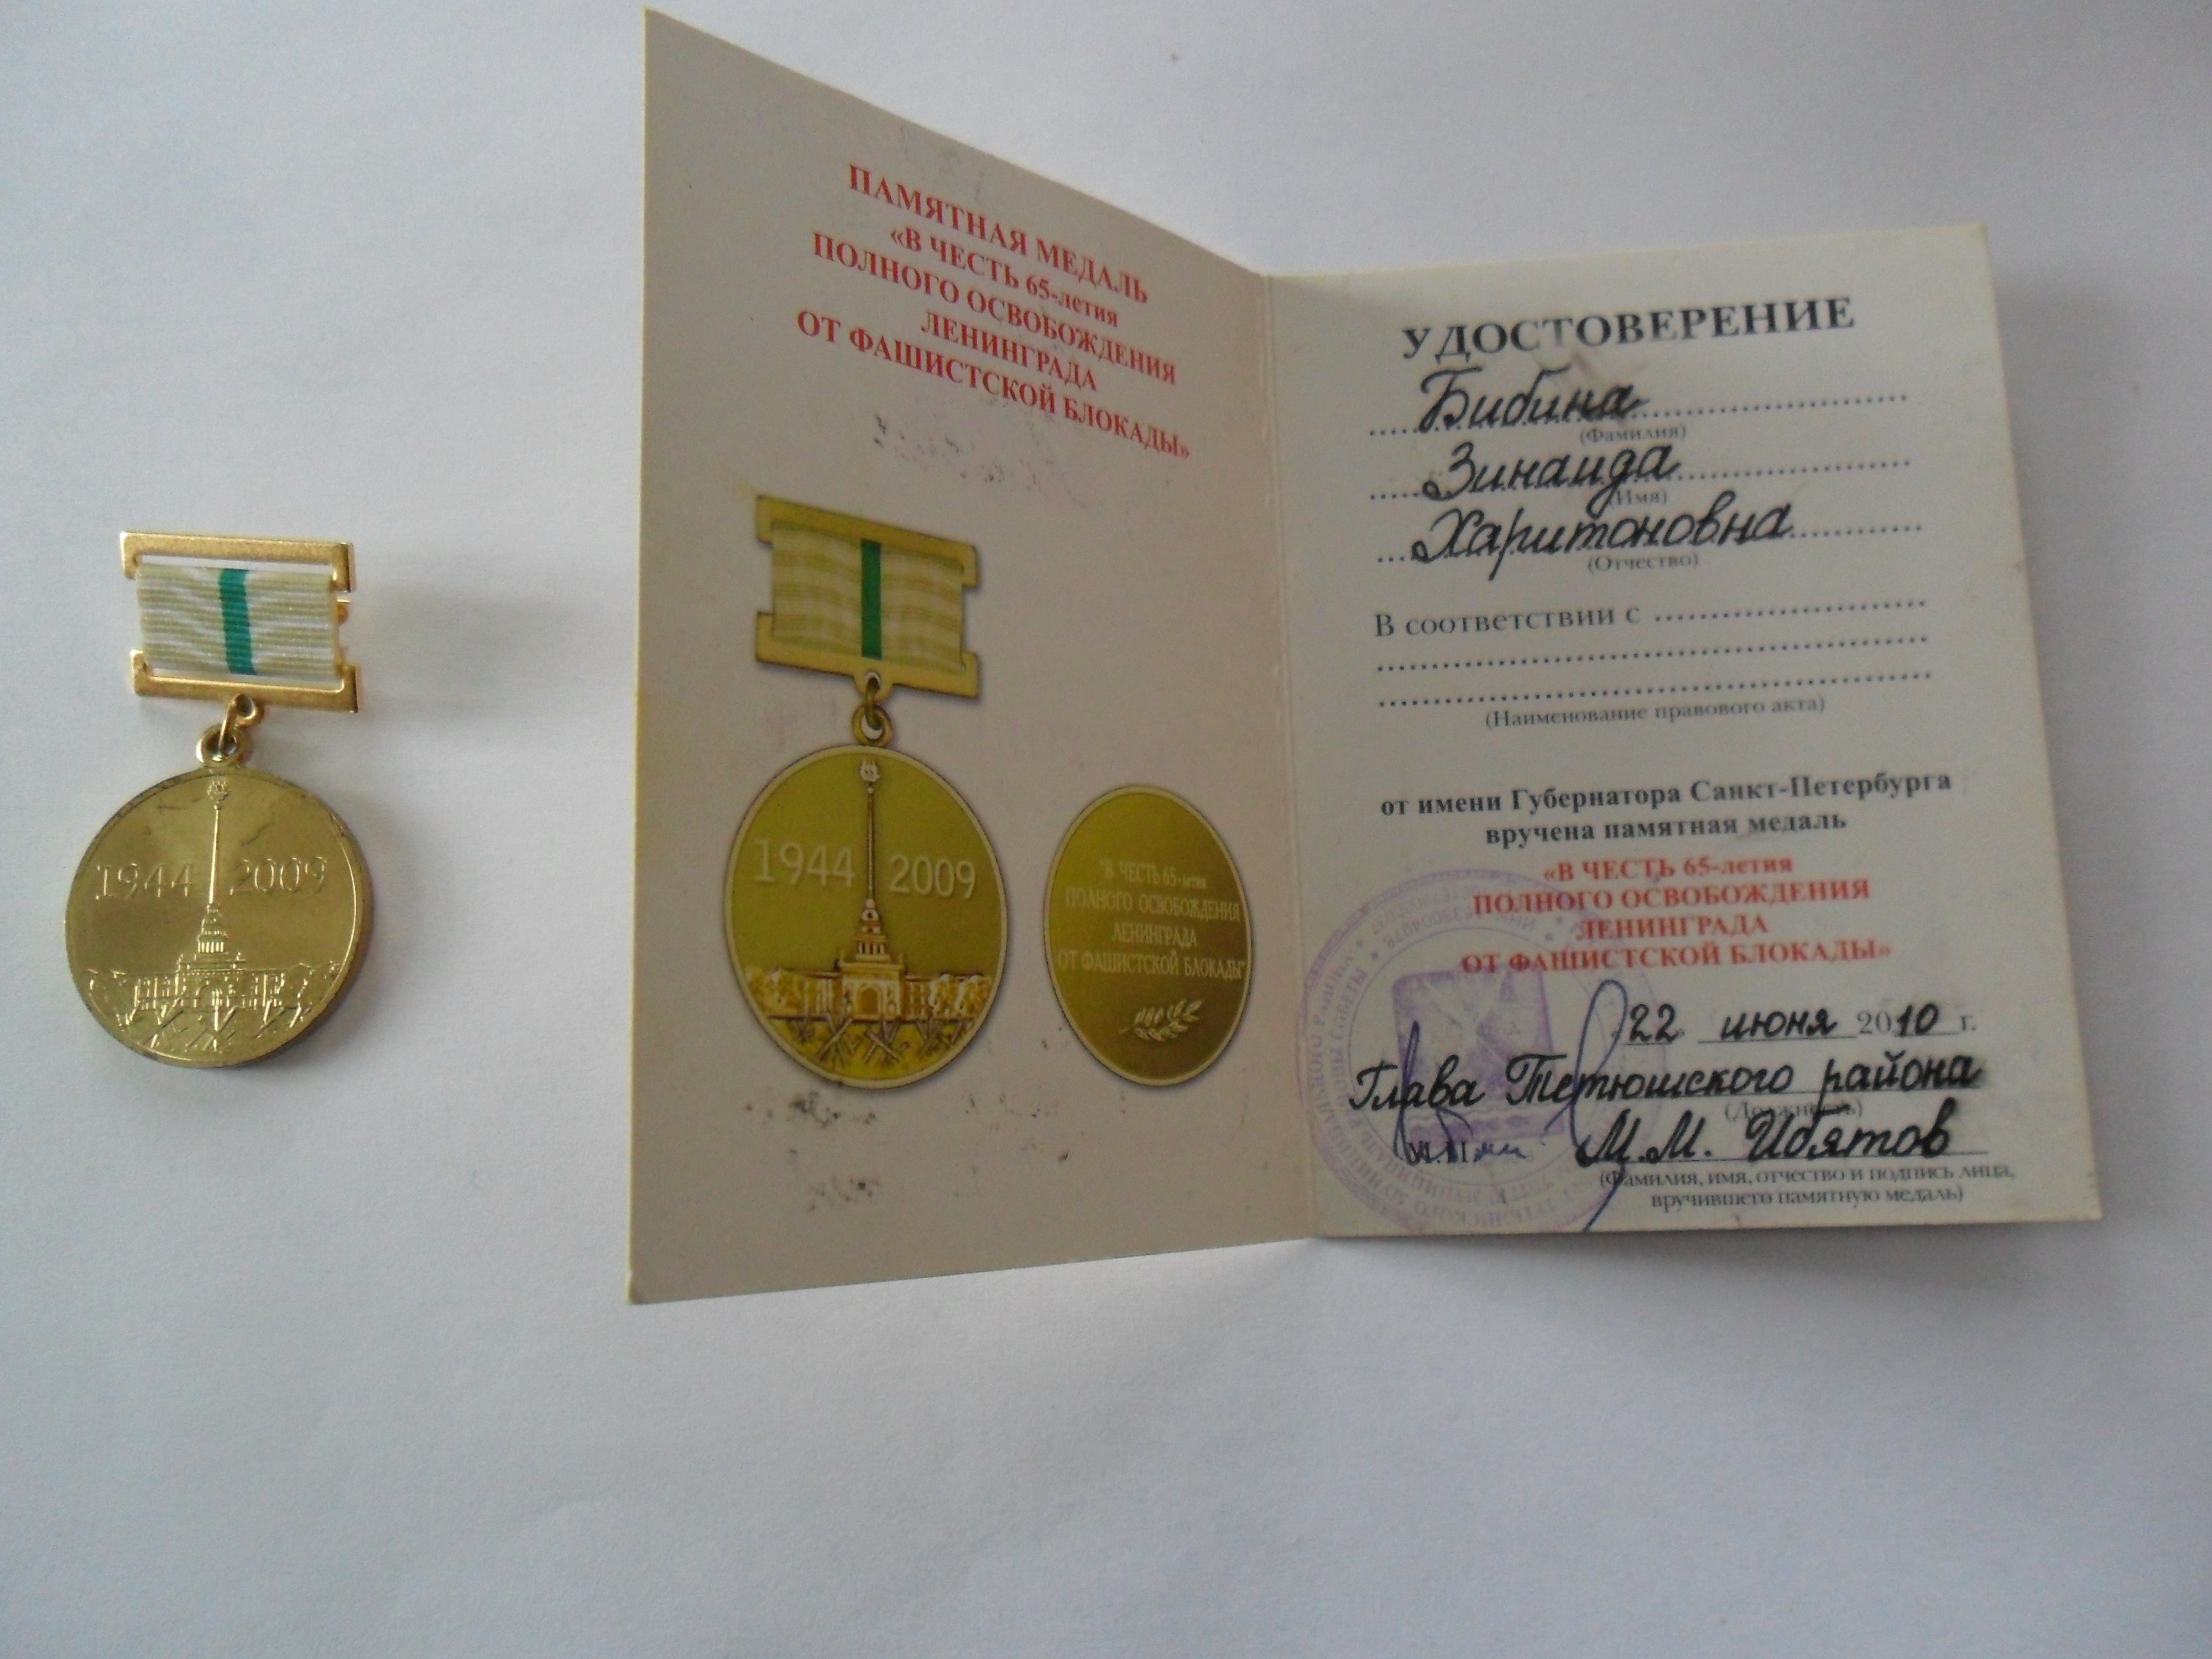 1944 2009
ПАМЯТНАЯ МЕДАЛЬ
«В ЧЕСТЬ 65-летия
ПОЛНОГО ОСВОБОЖДЕНИЯ
ЛЕНИНГРАДА
ОТ ФАШИСТСКОЙ БЛОКАДЫ»
1944 2009
"В ЧЕСТЬ 65-летия
ПОЛНОГО ОСВОБОЖДЕНИЯ
ЛЕНИНГРАДА
ОТ ФАШИСТСКОЙ БЛОКАДЫ"
УДОСТОВЕРЕНИЕ
Бибина
(Фамилия)
Зинаида
(Имя)
Харитоновна
(Отчество)
В соответствии с
(Наименование правового акта)
от имени Губернатора Санкт-Петербурга
вручена памятная медаль
«В ЧЕСТЬ 65-летия
ПОЛНОГО ОСВОБОЖДЕНИЯ
ЛЕНИНГРАДА
ОТ ФАШИСТСКОЙ БЛОКАДЫ»
22 июня 2010 г.
Глава Тетюшского района
(Должность)
М.П. М.М. Ибятов
(Фамилия, имя, отчество и подпись лица,
вручившего памятную медаль)